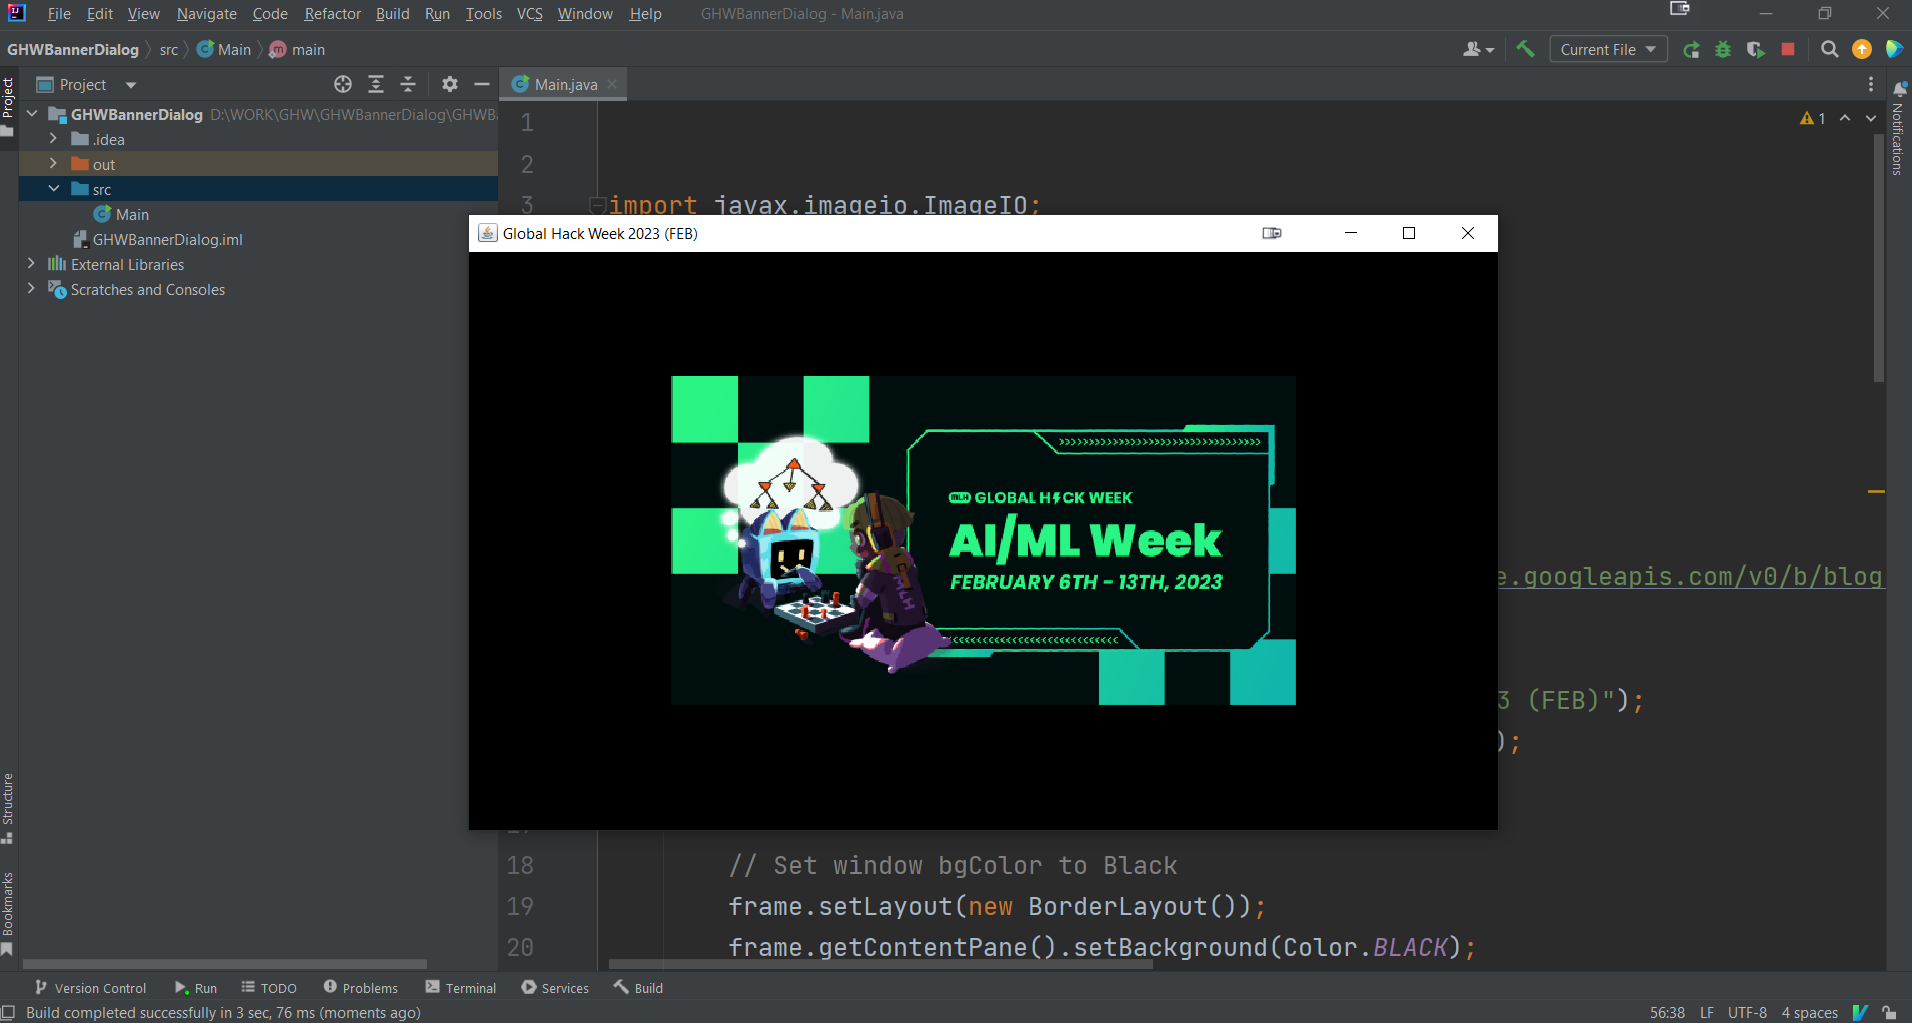 File Edit View Navigate Code Refactor Build Run Tools VCS Window Help GHWBannerDialog - Main.java
GHWBannerDialog src Main main
Current File
Project
Project
Main.java
GHWBannerDialog D:\WORK\GHW\GHWBannerDialog\GHWB
.idea
out
src
Main
GHWBannerDialog.iml
External Libraries
Scratches and Consoles
Structure
Bookmarks
Notifications
1
1
2
3 import javax.imageio.ImageIO;
Global Hack Week 2023 (FEB)
MLH GLOBAL HACK WEEK
AI/ML Week
FEBRUARY 6TH - 13TH, 2023
MLH
e.googleapis.com/v0/b/blog
3 (FEB)");
);
18 // Set window bgColor to Black
19 frame.setLayout(new BorderLayout());
20 frame.getContentPane().setBackground(Color.BLACK);
Version Control Run TODO Problems Terminal Services Build
Build completed successfully in 3 sec, 76 ms (moments ago)
56:38 LF UTF-8 4 spaces